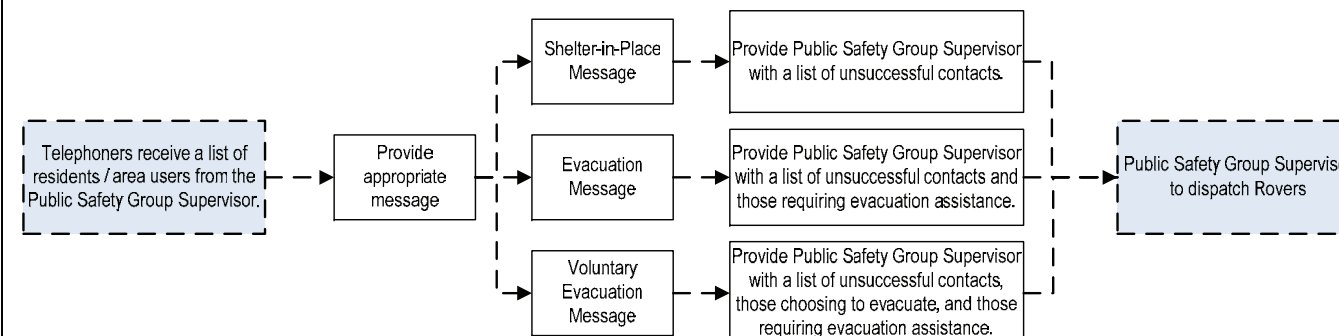 Telephoners receive a list of
residents / area users from the
Public Safety Group Supervisor.
Provide
appropriate
message
Shelter-in-Place
Message
Provide Public Safety Group Supervisor
with a list of unsuccessful contacts.
Evacuation
Message
Provide Public Safety Group Supervisor
with a list of unsuccessful contacts and
those requiring evacuation assistance.
Voluntary
Evacuation
Message
Provide Public Safety Group Supervisor
with a list of unsuccessful contacts,
those choosing to evacuate, and those
requiring evacuation assistance.
Public Safety Group
to dispatch Rovers